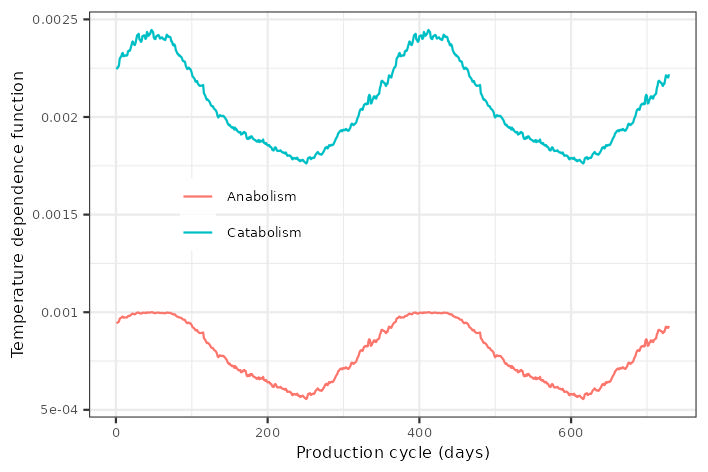 0.0025
0.002
0.0015
0.001
5e-04
Temperature dependence function
Anabolism
Catabolism
0
200
400
600
Production cycle (days)